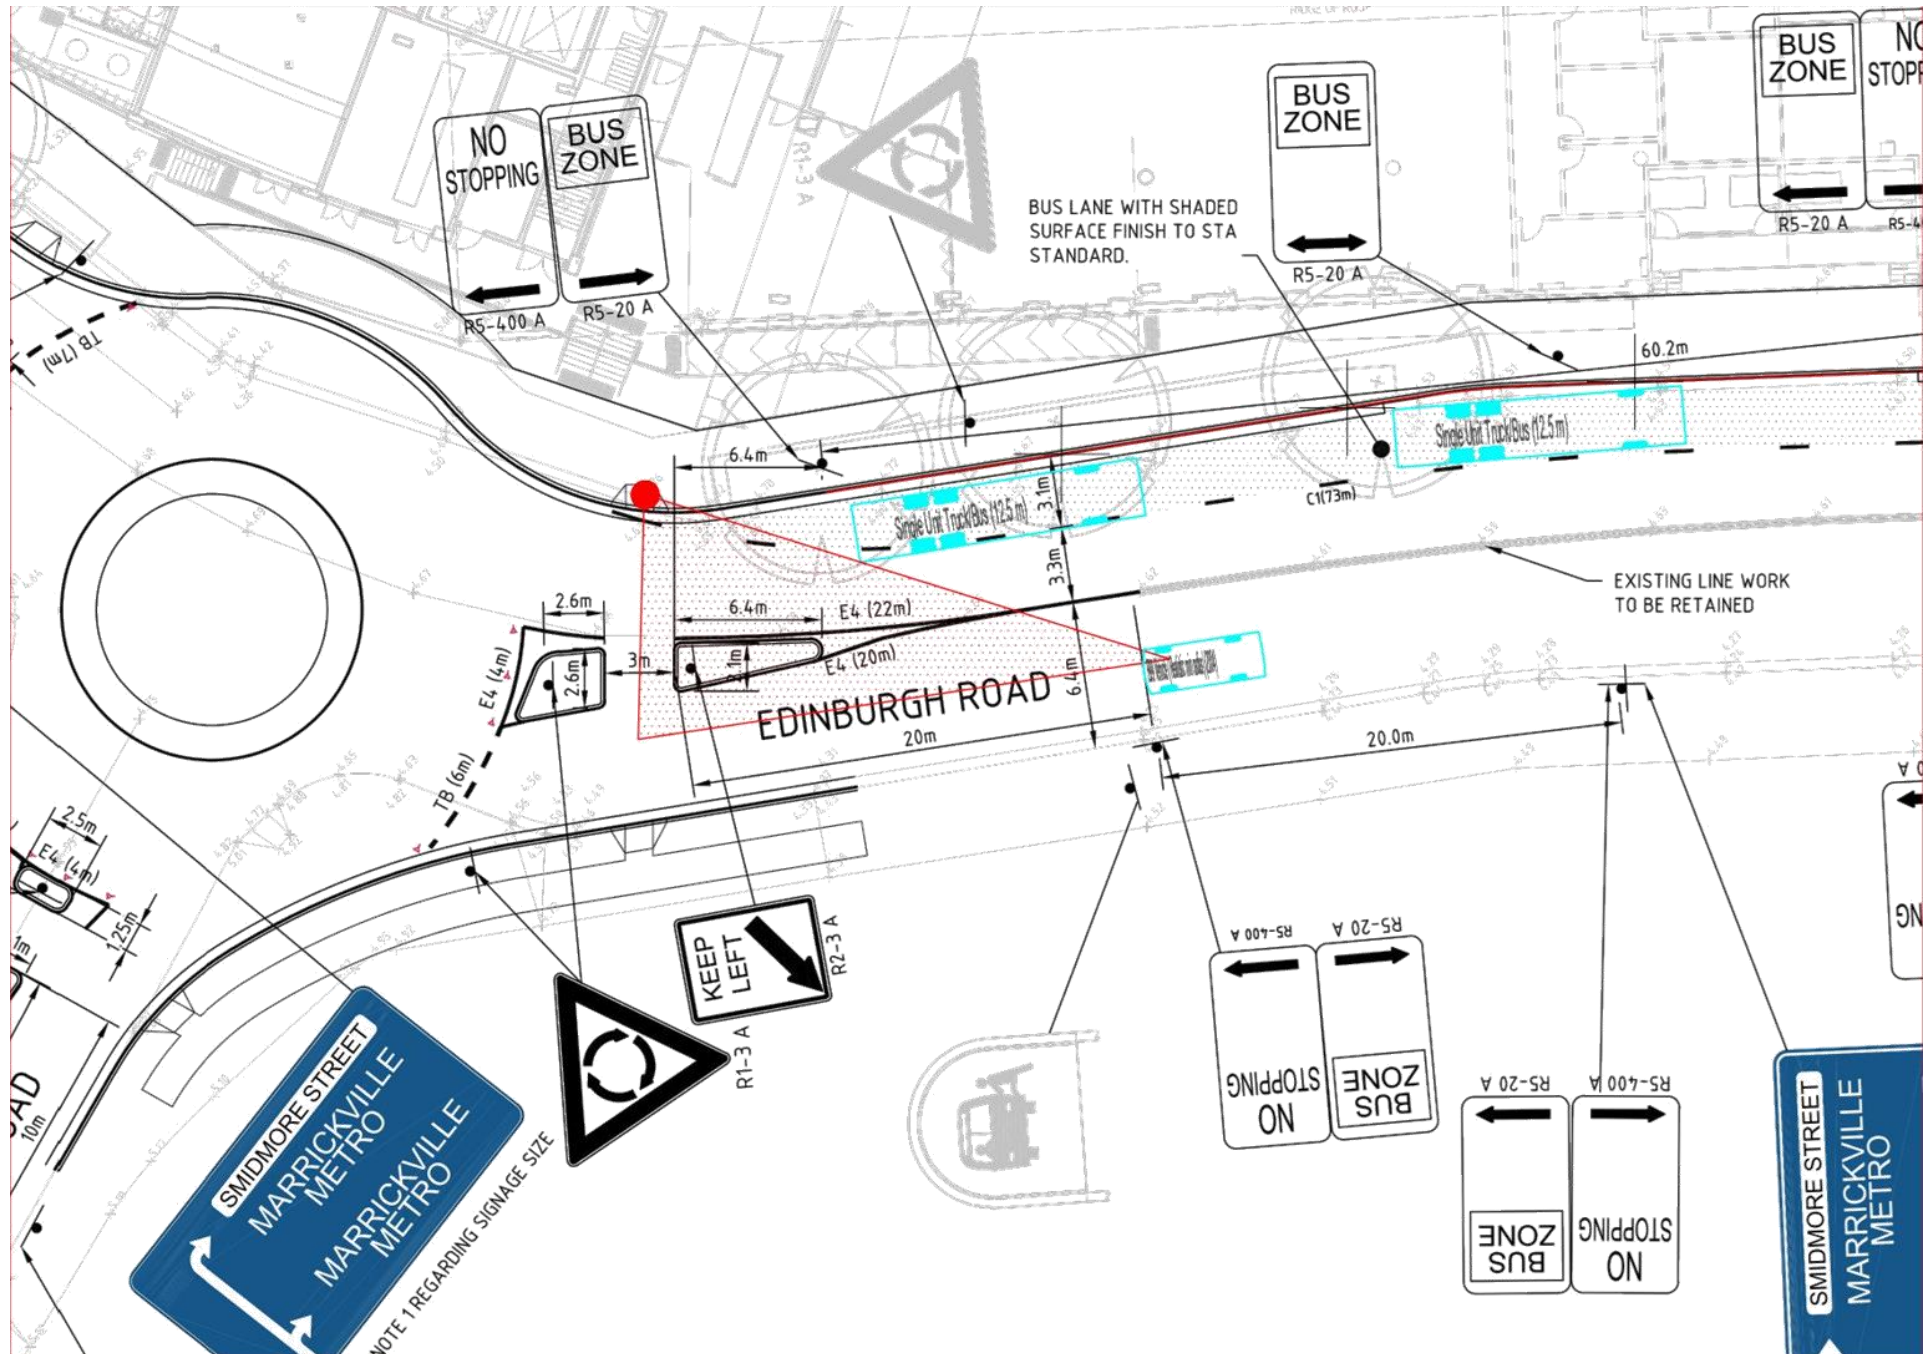 BUS
ZONE
NO
BUS
ZONE
NO
STOPPING
BUS
ZONE
R1-3 A
BUS LANE WITH SHADED
SURFACE FINISH TO STA
STANDARD.
R5-20 A
R5-20 A
R5-400 A
R5-20 A
TB (7m)
60.2m
6.4m
Single Unit Truck/Bus (12.5 m)
Single Unit Truck/Bus (12.5 m)
3.1m
C1(73m)
3.3m
EXISTING LINE WORK
TO BE RETAINED
2.6m
6.4m
E4 (22m)
E4 (4m)
2.6m
3m
2.1m
E4 (20m)
EDINBURGH ROAD
6.4m
20m
20.0m
TB (6m)
2.5m
E4 (4m)
1.25m
1m
10m
KEEP
LEFT
R2-3 A
R1-3 A
R5-400 A
R5-20 A
NO
STOPPING
BUS
ZONE
R5-20 A
R5-400 A
BUS
ZONE
NO
STOPPING
SMIDMORE STREET
MARRICKVILLE
METRO
MARRICKVILLE
METRO
NOTE 1 REGARDING SIGNAGE SIZE
SMIDMORE STREET
MARRICKVILLE
METRO